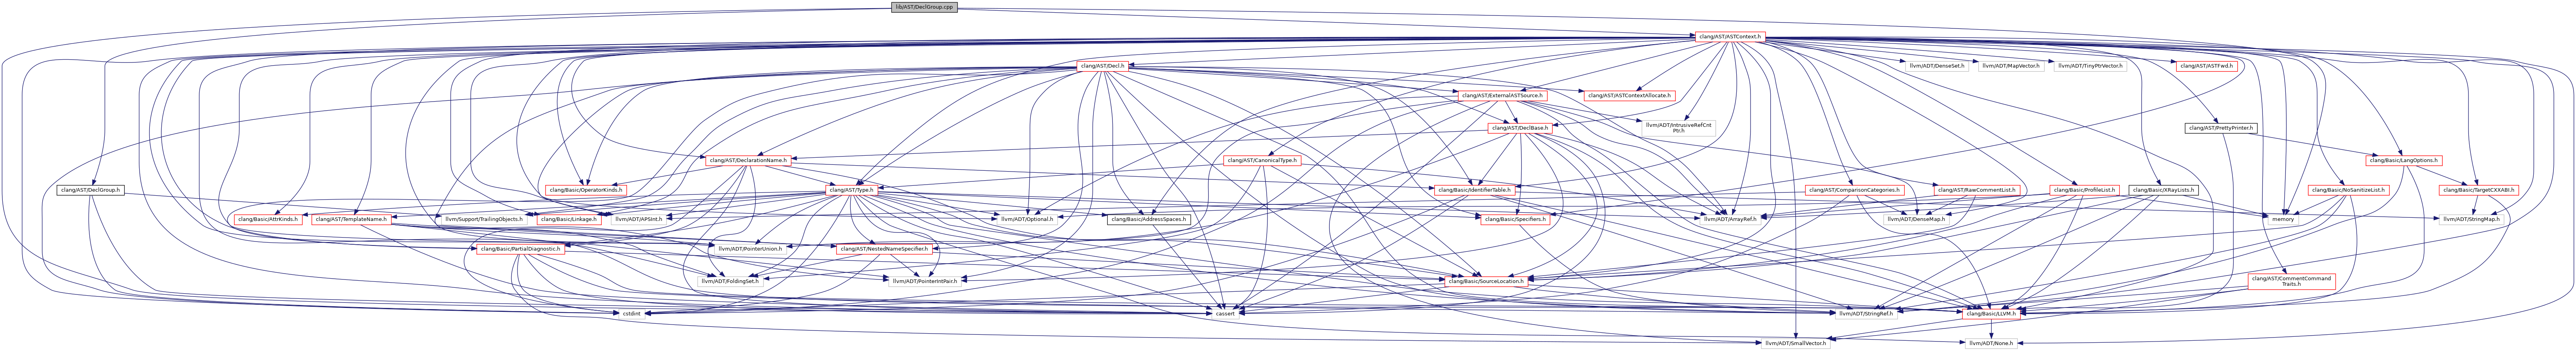 lib/AST/DeclGroup.cpp
clang/AST/ASTContext.h
clang/AST/Decl.h
llvm/ADT/DenseSet.h
llvm/ADT/MapVector.h
llvm/ADT/TinyPtrVector.h
clang/AST/ASTFwd.h
clang/AST/ExternalASTSource.h
clang/AST/ASTContextAllocate.h
clang/AST/DeclBase.h
llvm/ADT/IntrusiveRefCnt
Ptr.h
clang/AST/PrettyPrinter.h
clang/AST/DeclarationName.h
clang/AST/CanonicalType.h
clang/Basic/LangOptions.h
clang/AST/DeclGroup.h
clang/Basic/OperatorKinds.h
clang/AST/Type.h
clang/Basic/IdentifierTable.h
clang/AST/ComparisonCategories.h
clang/AST/RawCommentList.h
clang/Basic/ProfileList.h
clang/Basic/XRayLists.h
clang/Basic/NoSanitizeList.h
clang/Basic/TargetCXXABI.h
clang/Basic/AttrKinds.h
clang/AST/TemplateName.h
llvm/Support/TrailingObjects.h
clang/Basic/Linkage.h
llvm/ADT/APSInt.h
llvm/ADT/Optional.h
clang/Basic/AddressSpaces.h
clang/Basic/Specifiers.h
llvm/ADT/ArrayRef.h
llvm/ADT/DenseMap.h
memory
llvm/ADT/StringMap.h
clang/Basic/PartialDiagnostic.h
llvm/ADT/PointerUnion.h
clang/AST/NestedNameSpecifier.h
llvm/ADT/FoldingSet.h
llvm/ADT/PointerIntPair.h
clang/Basic/SourceLocation.h
clang/AST/CommentCommand
Traits.h
cstdint
cassert
llvm/ADT/StringRef.h
clang/Basic/LLVM.h
llvm/ADT/SmallVector.h
llvm/ADT/None.h